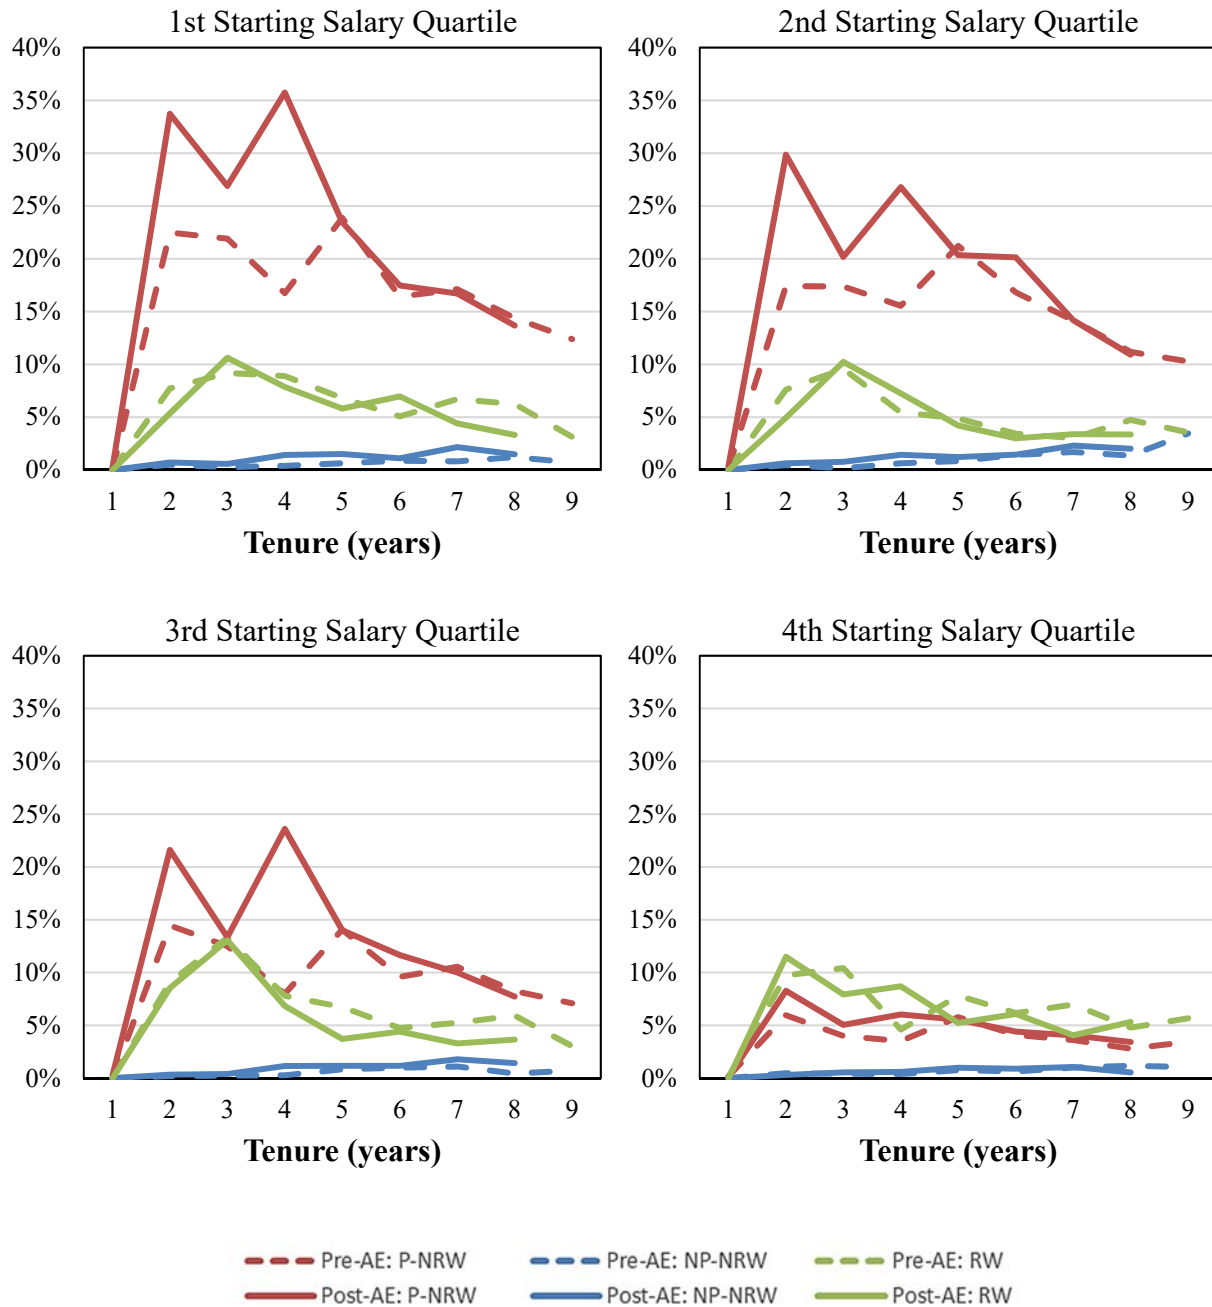 1st Starting Salary Quartile
40%
35%
30%
25%
20%
15%
10%
5%
0%
1 2 3 4 5 6 7 8 9
Tenure (years)
2nd Starting Salary Quartile
40%
35%
30%
25%
20%
15%
10%
5%
0%
1 2 3 4 5 6 7 8 9
Tenure (years)
3rd Starting Salary Quartile
40%
35%
30%
25%
20%
15%
10%
5%
0%
1 2 3 4 5 6 7 8 9
Tenure (years)
4th Starting Salary Quartile
40%
35%
30%
25%
20%
15%
10%
5%
0%
1 2 3 4 5 6 7 8 9
Tenure (years)
Pre-AE: P-NRW Pre-AE: NP-NRW Pre-AE: RW
Post-AE: P-NRW Post-AE: NP-NRW Post-AE: RW